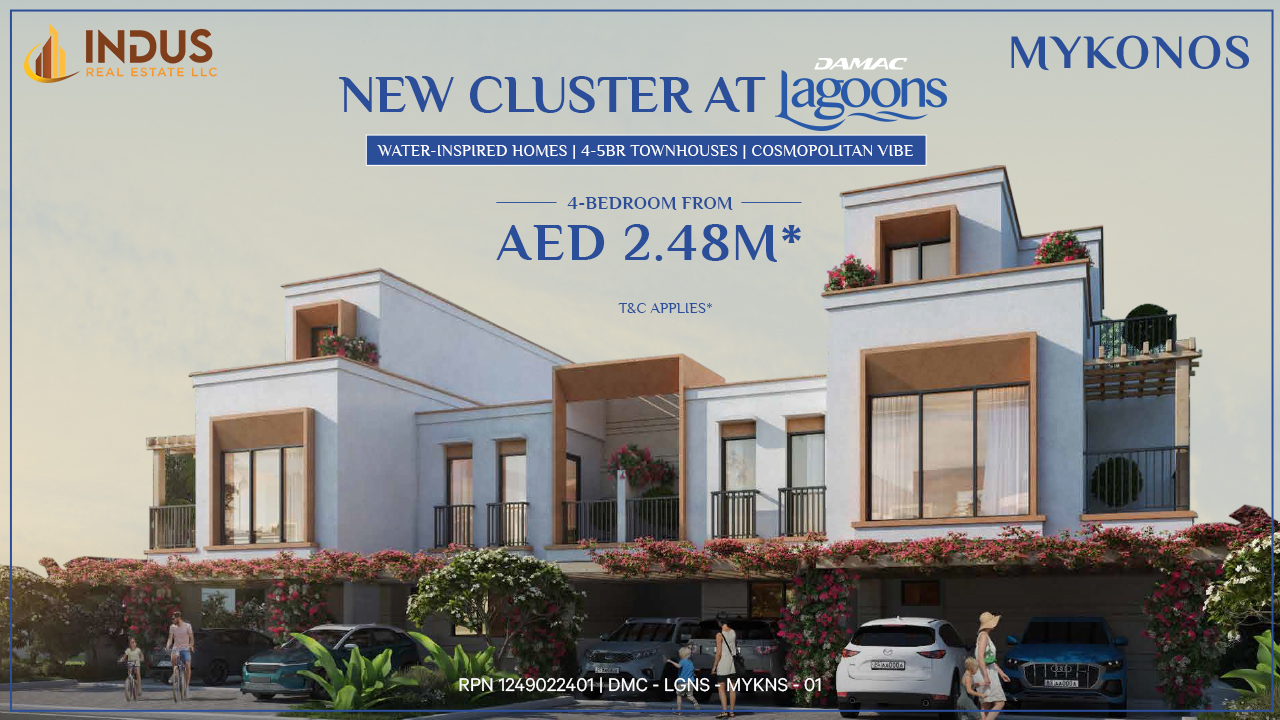 INDUS
REAL ESTATE LLC
MYKONOS
DAMAC
NEW CLUSTER AT Lagoons
WATER-INSPIRED HOMES | 4-5BR TOWNHOUSES | COSMOPOLITAN VIBE
4-BEDROOM FROM
AED 2.48M*
T&C APPLIES*
RPN 1249022401 | DMC - LGNS - MYKNS - 01